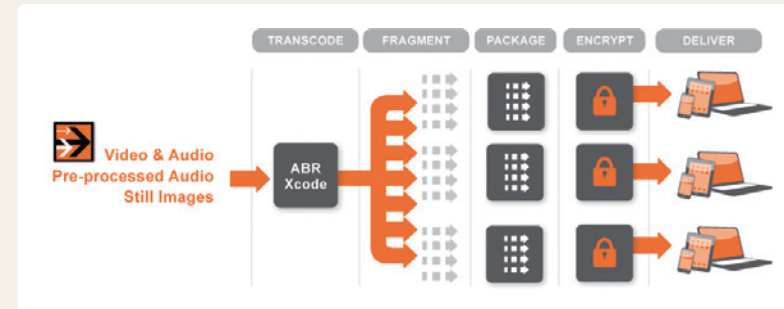 TRANSCODE
FRAGMENT
PACKAGE
ENCRYPT
DELIVER
Video & Audio
Pre-processed Audio
Still Images
ABR
Xcode